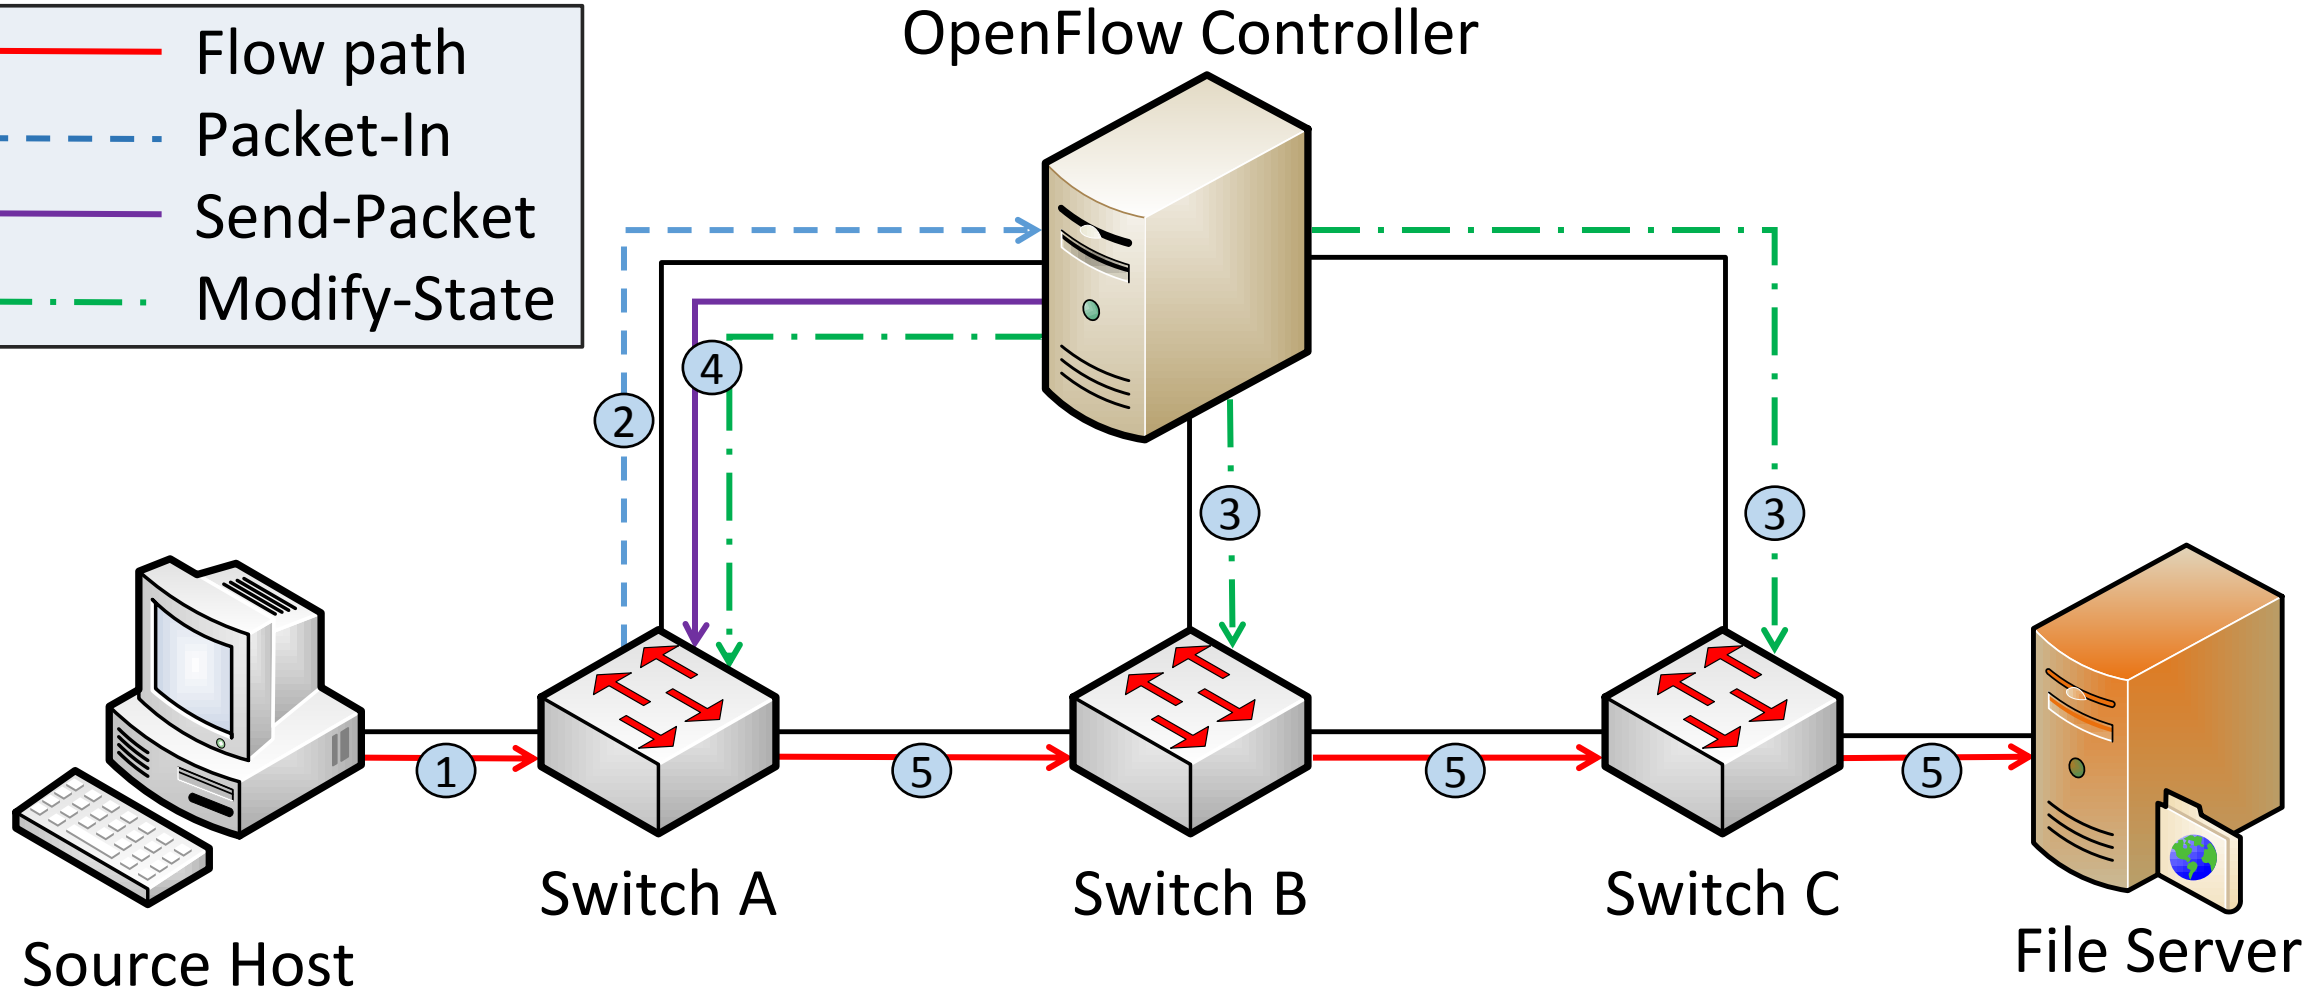 OpenFlow Controller
Flow path
Packet-In
Send-Packet
Modify-State
4
2
3
3
1
5
5
5
Switch A
Switch B
Switch C
Source Host
File Server